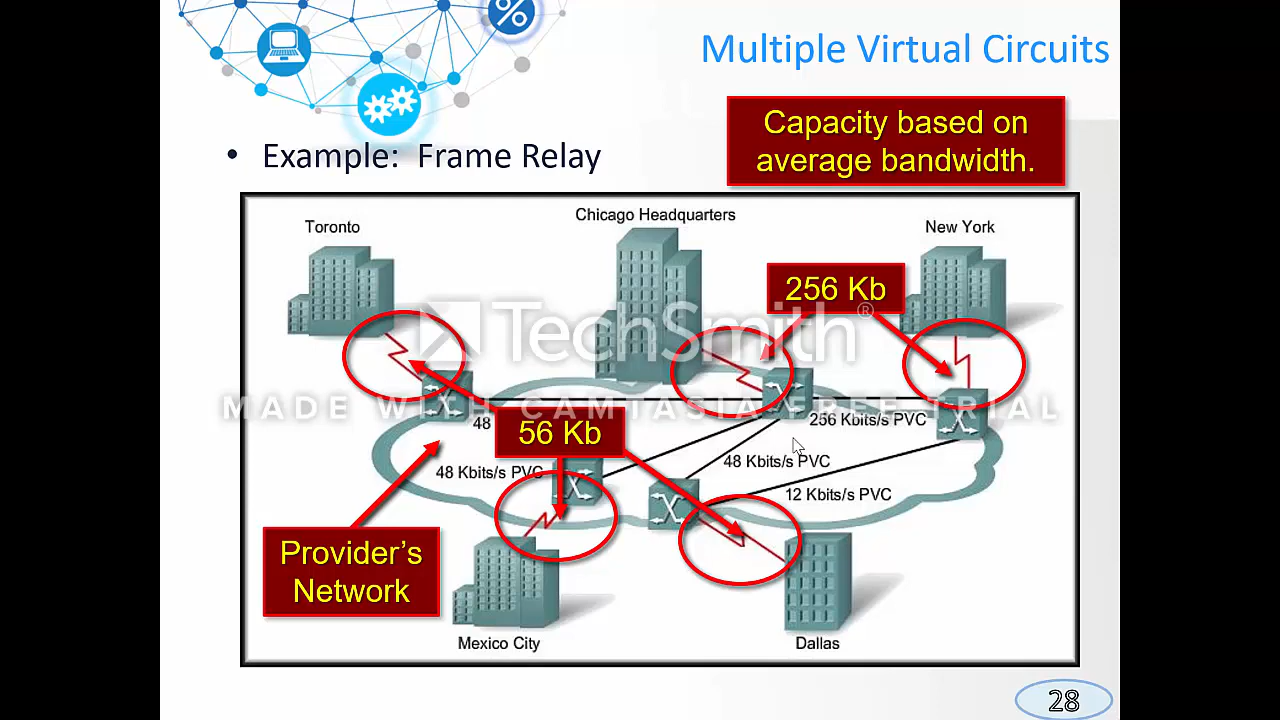 Multiple Virtual Circuits
Capacity based on
average bandwidth.
• Example: Frame Relay
Toronto
Chicago Headquarters
New York
256 Kb
TechSmith®
MADE WITH CAMTASIA FREE TRIAL
48
56 Kb
256 Kbits/s PVC
48 Kbits/s PVC
48 Kbits/s PVC
12 Kbits/s PVC
Provider's
Network
Mexico City
Dallas
28